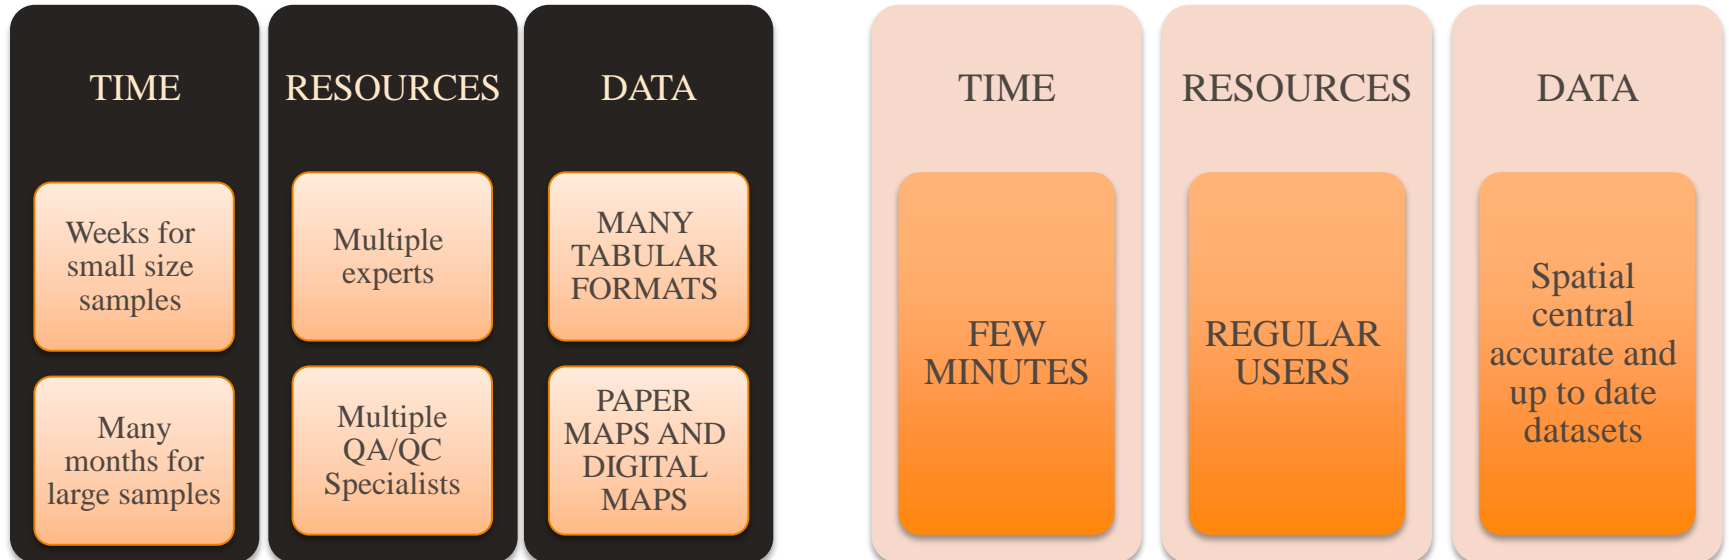 TIME
Weeks for
small size
samples
Many
months for
large samples
RESOURCES
Multiple
experts
Multiple
QA/QC
Specialists
DATA
MANY
TABULAR
FORMATS
PAPER
MAPS AND
DIGITAL
MAPS
TIME
FEW
MINUTES
RESOURCES
REGULAR
USERS
DATA
Spatial
central
accurate and
up to date
datasets